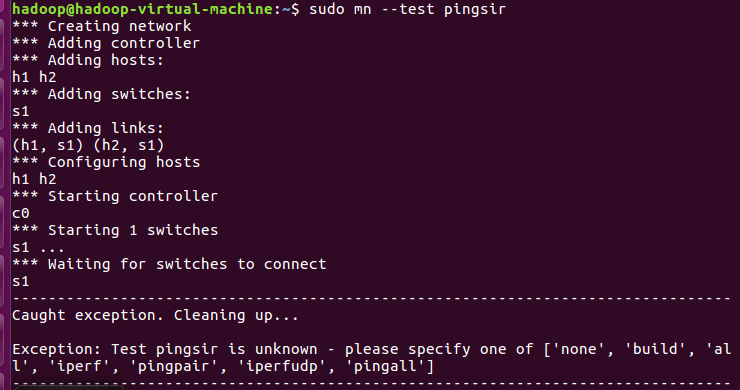 hadoop@hadoop-virtual-machine:~$ sudo mn --test pingsir
*** Creating network
*** Adding controller
*** Adding hosts:
h1 h2
*** Adding switches:
s1
*** Adding links:
(h1, s1) (h2, s1)
*** Configuring hosts
h1 h2
*** Starting controller
c0
*** Starting 1 switches
s1 ...
*** Waiting for switches to connect
s1
--------------------------------------------------------------------------------
Caught exception. Cleaning up...

Exception: Test pingsir is unknown - please specify one of ['none', 'build', 'al
l', 'iperf', 'pingpair', 'iperfudp', 'pingall']
--------------------------------------------------------------------------------